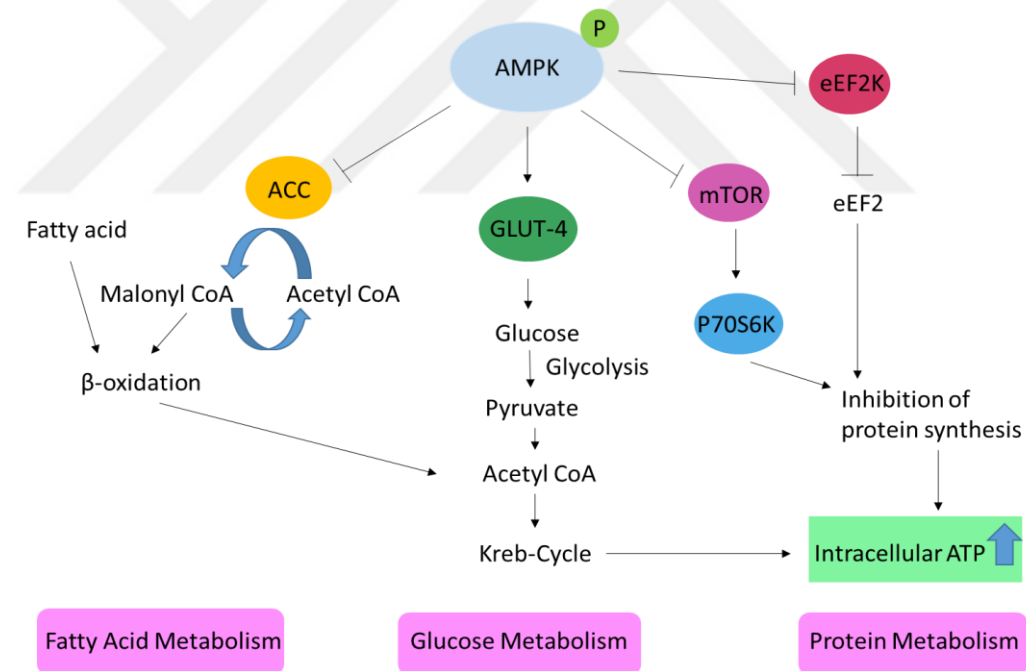 P
AMPK
eEF2K
ACC
mTOR
eEF2
Fatty acid
GLUT-4
Malonyl CoA
Acetyl CoA
P70S6K
Glucose
Glycolysis
β-oxidation
Pyruvate
Inhibition of
protein synthesis
Acetyl CoA
Kreb-Cycle
Intracellular ATP
Fatty Acid Metabolism
Glucose Metabolism
Protein Metabolism